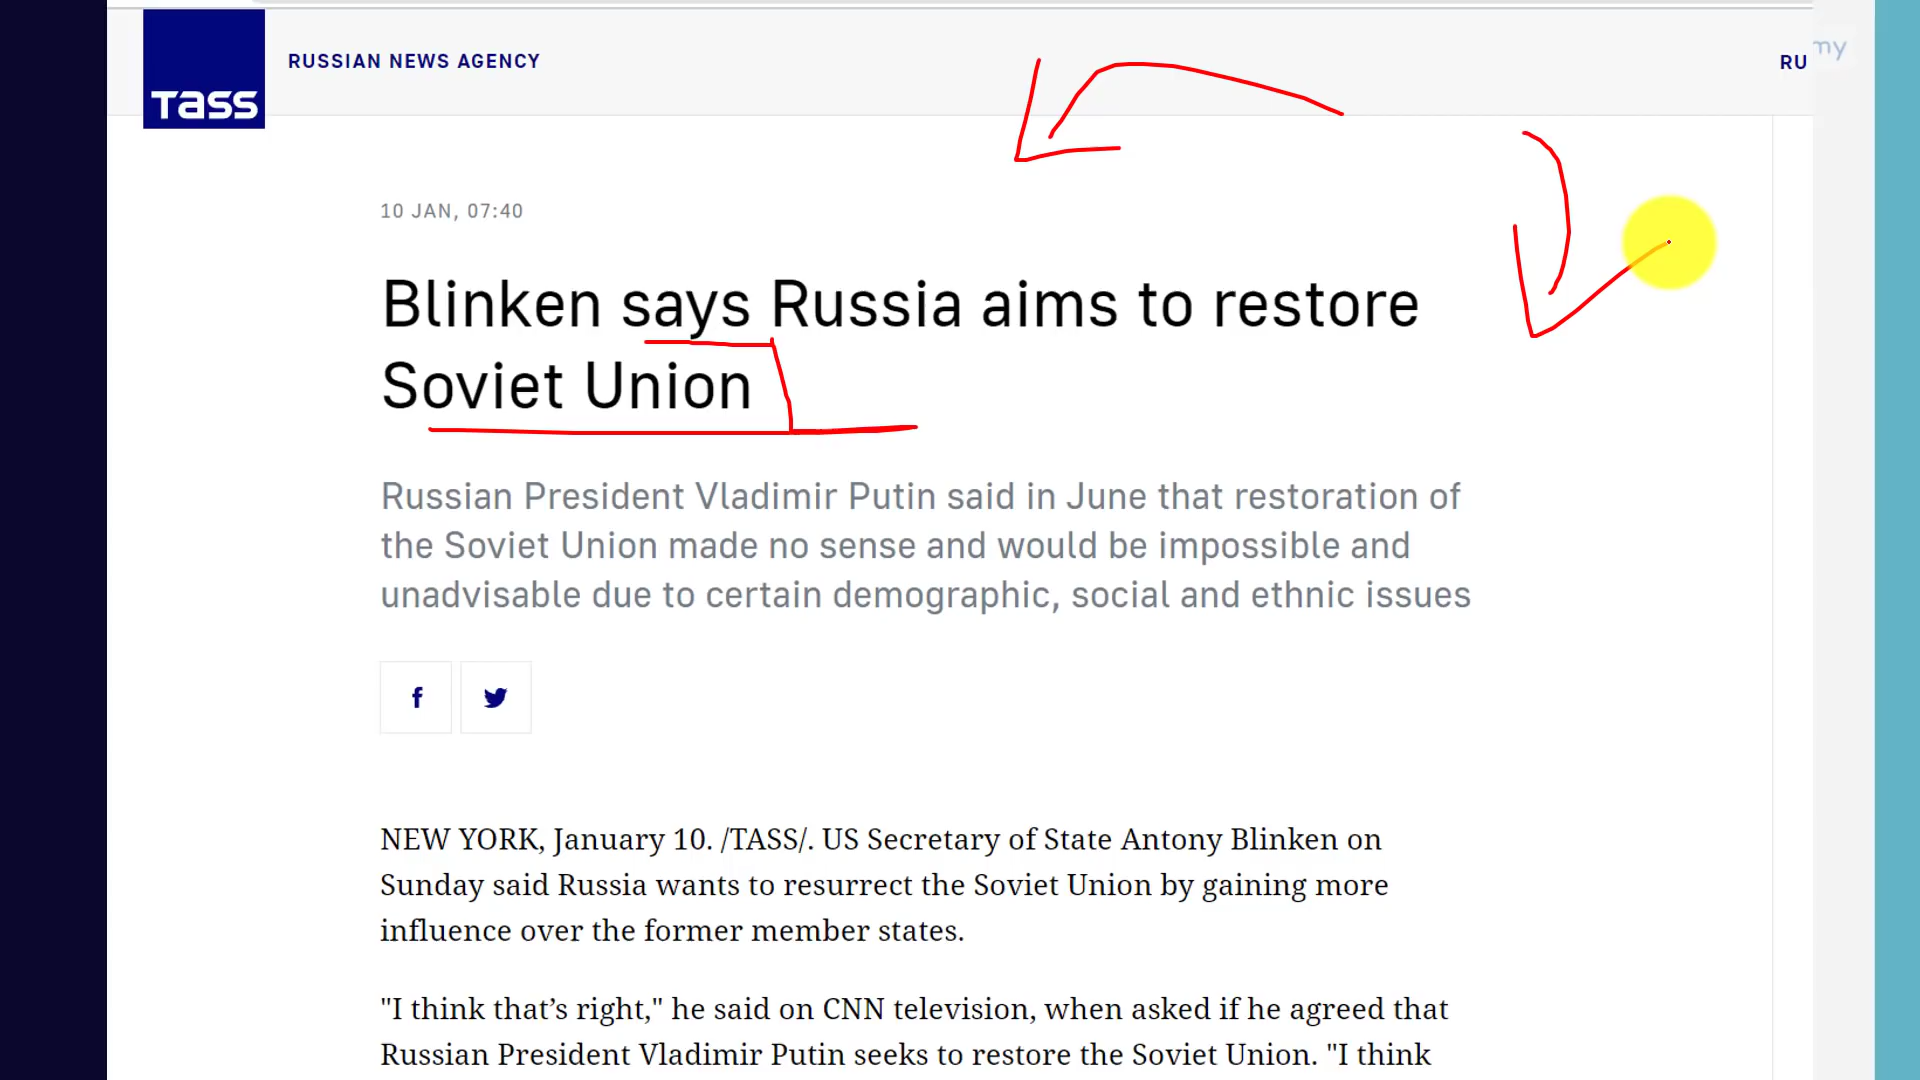 TASS
RUSSIAN NEWS AGENCY
RU
my
10 JAN, 07:40
Blinken says Russia aims to restore
Soviet Union
Russian President Vladimir Putin said in June that restoration of
the Soviet Union made no sense and would be impossible and
unadvisable due to certain demographic, social and ethnic issues
NEW YORK, January 10. /TASS/. US Secretary of State Antony Blinken on
Sunday said Russia wants to resurrect the Soviet Union by gaining more
influence over the former member states.
"I think that’s right," he said on CNN television, when asked if he agreed that
Russian President Vladimir Putin seeks to restore the Soviet Union. "I think